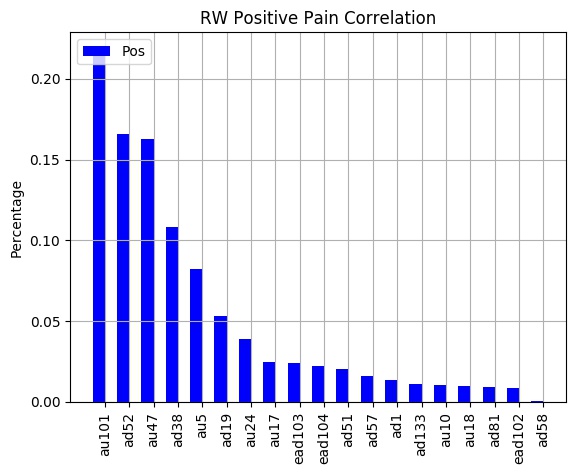 RW Positive Pain Correlation
Pos
Percentage
0.20
0.15
0.10
0.05
0.00
au101
ad52
au47
ad38
au5
ad19
au24
au17
ead103
ead104
ad51
ad57
ad1
ad133
au10
au18
ad81
ead102
ad58